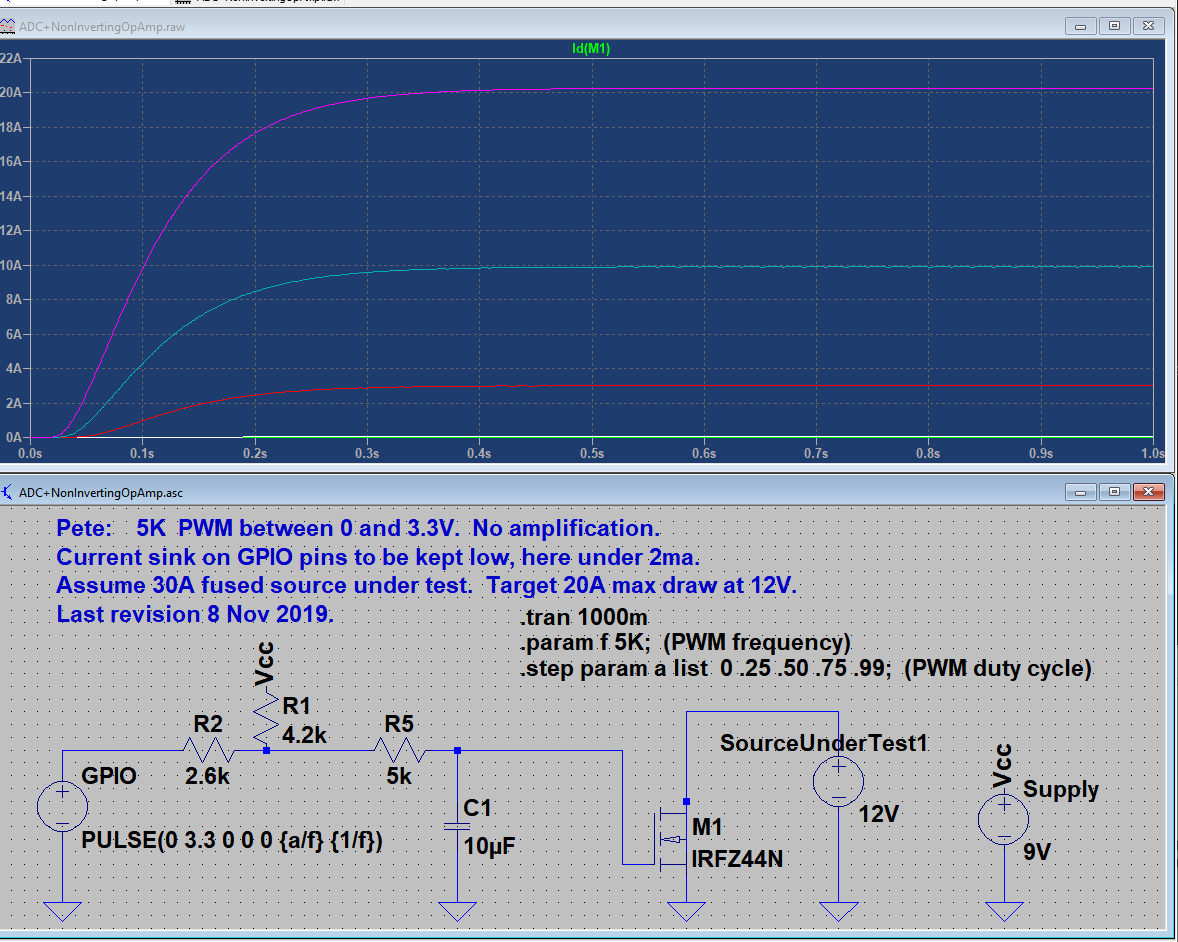 ADC+NonInvertingOpAmp.raw
Id(M1)
22A
20A
18A
16A
14A
12A
10A
8A
6A
4A
2A
0A
0.0s 0.1s 0.2s 0.3s 0.4s 0.5s 0.6s 0.7s 0.8s 0.9s 1.0s
ADC+NonInvertingOpAmp.asc
Pete: 5K PWM between 0 and 3.3V. No amplification.
Current sink on GPIO pins to be kept low, here under 2ma.
Assume 30A fused source under test. Target 20A max draw at 12V.
Last revision 8 Nov 2019.
.tran 1000m
.param f 5K; (PWM frequency)
.step param a list 0 .25 .50 .75 .99; (PWM duty cycle)
Vcc
R1
4.2k
R2
2.6k
R5
5k
GPIO
PULSE(0 3.3 0 0 0 {a/f} {1/f})
C1
10µF
M1
IRFZ44N
SourceUnderTest1
12V
Vcc
Supply
9V